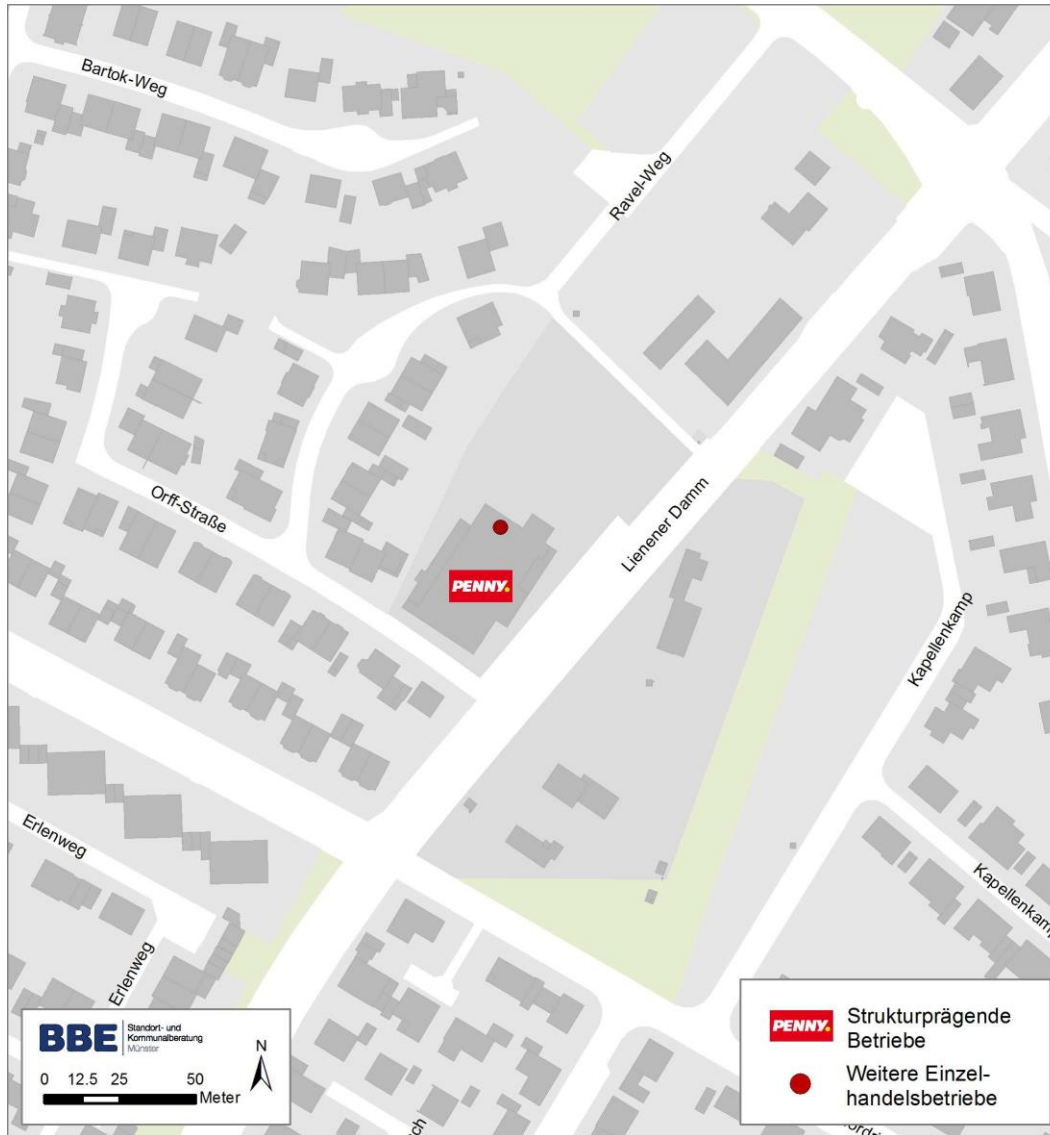 Bartok-Weg
Ravel-Weg
Orff-Straße
Lienener Damm
PENNY.
Kapellenkamp
Erlenweg
Kapellenkamp
Erlenweg
BBE
Standort- und
Kommunalberatung
Münster
N
0 12.5 25 50
Meter
PENNY.
Strukturprägende
Betriebe
Weitere Einzel-
handelsbetriebe